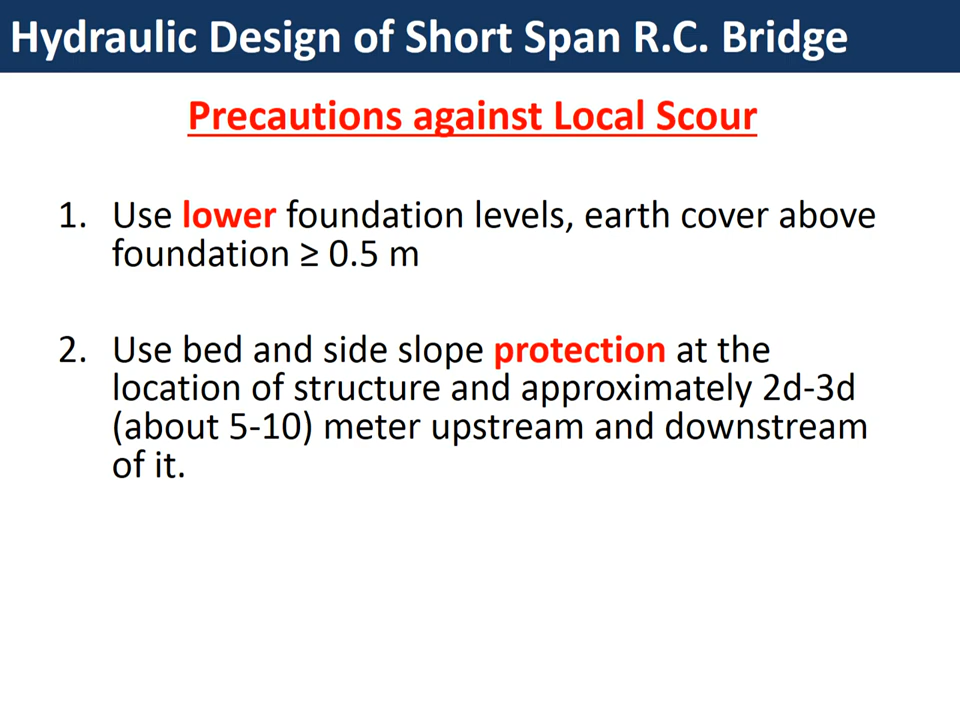 Hydraulic Design of Short Span R.C. Bridge
Precautions against Local Scour
1. Use lower foundation levels, earth cover above
foundation ≥ 0.5 m
2. Use bed and side slope protection at the
location of structure and approximately 2d-3d
(about 5-10) meter upstream and downstream
of it.